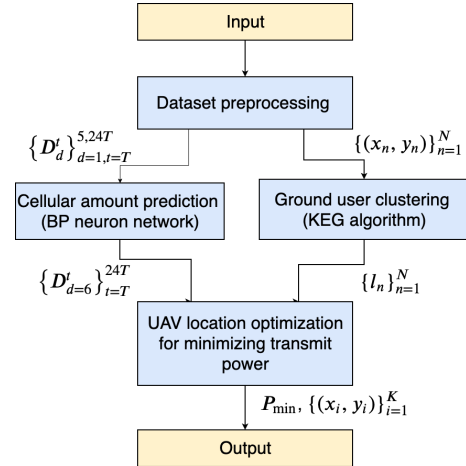 Input
Dataset preprocessing
{D_d^t}_{d=1,t=T}^{5,24T}
{(x_n, y_n)}_{n=1}^N
Cellular amount prediction
(BP neuron network)
Ground user clustering
(KEG algorithm)
{D_{d=6}^t}_{t=T}^{24T}
{l_n}_{n=1}^N
UAV location optimization
for minimizing transmit
power
P_min, {(x_i, y_i)}_{i=1}^K
Output